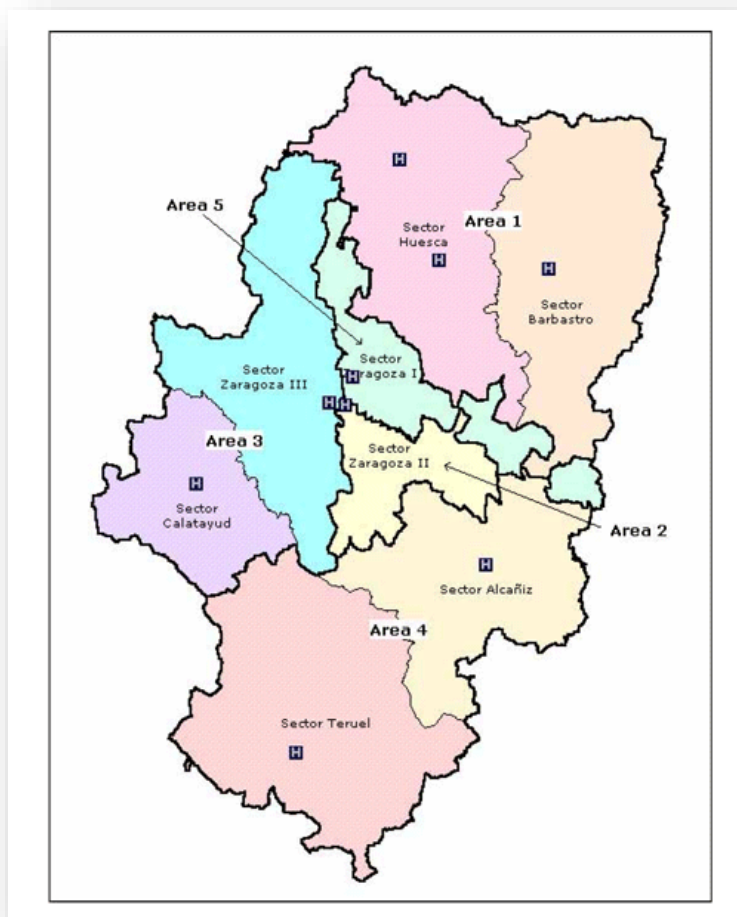 Area 5
Area 1
Sector
Huesca
H
H
H
Sector
Barbastro
Sector
Zaragoza III
Sector
ragoza I
H
H
H
Area 3
Sector
Zaragoza II
H
Sector
Calatayud
Area 2
H
Sector Alcañiz
Area 4
Sector Teruel
H